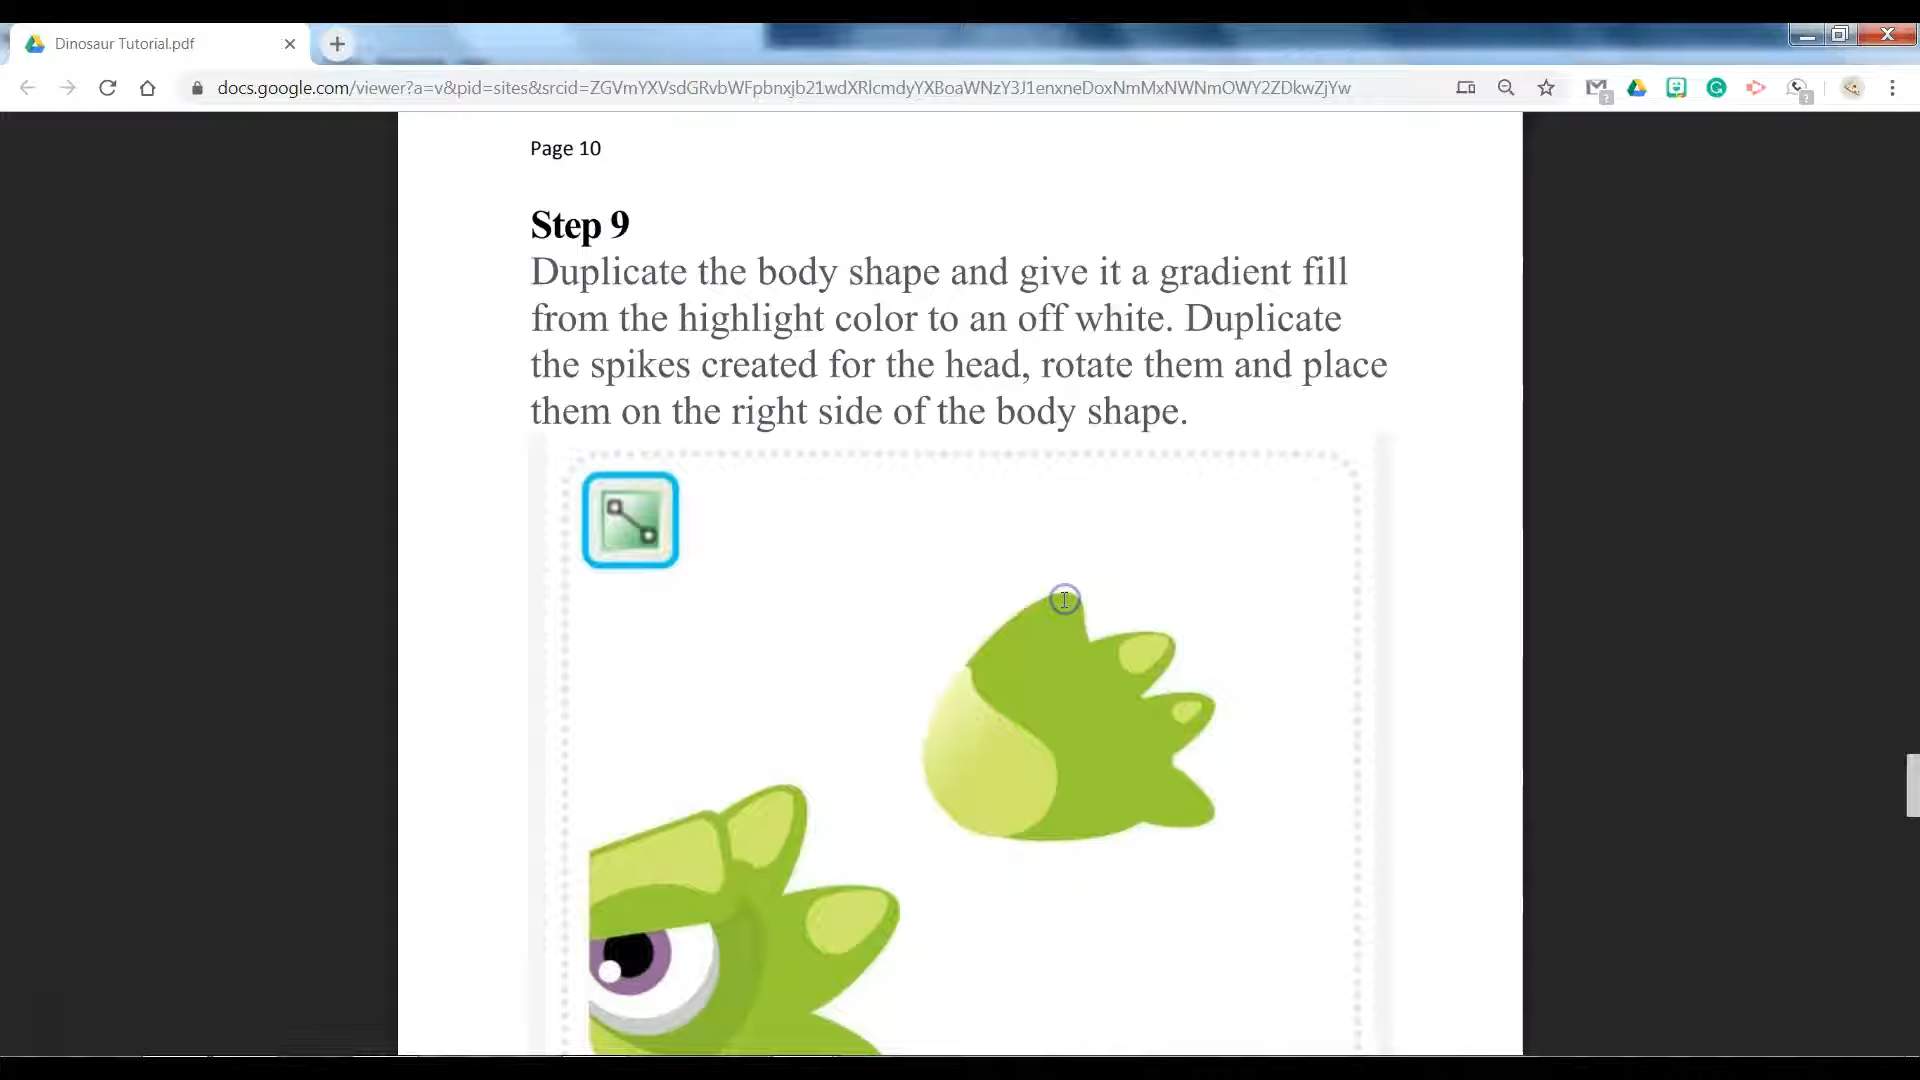 Dinosaur Tutorial.pdf
docs.google.com/viewer?a=v&pid=sites&srcid=ZGVmYXVsdGRvbWFpbnxjb21wdXRlcmdyYXBoaWNzY3J1enxneDoxNmMxNWNmOWY2ZDkwZjYw
Page 10
Step 9
Duplicate the body shape and give it a gradient fill
from the highlight color to an off white. Duplicate
the spikes created for the head, rotate them and place
them on the right side of the body shape.